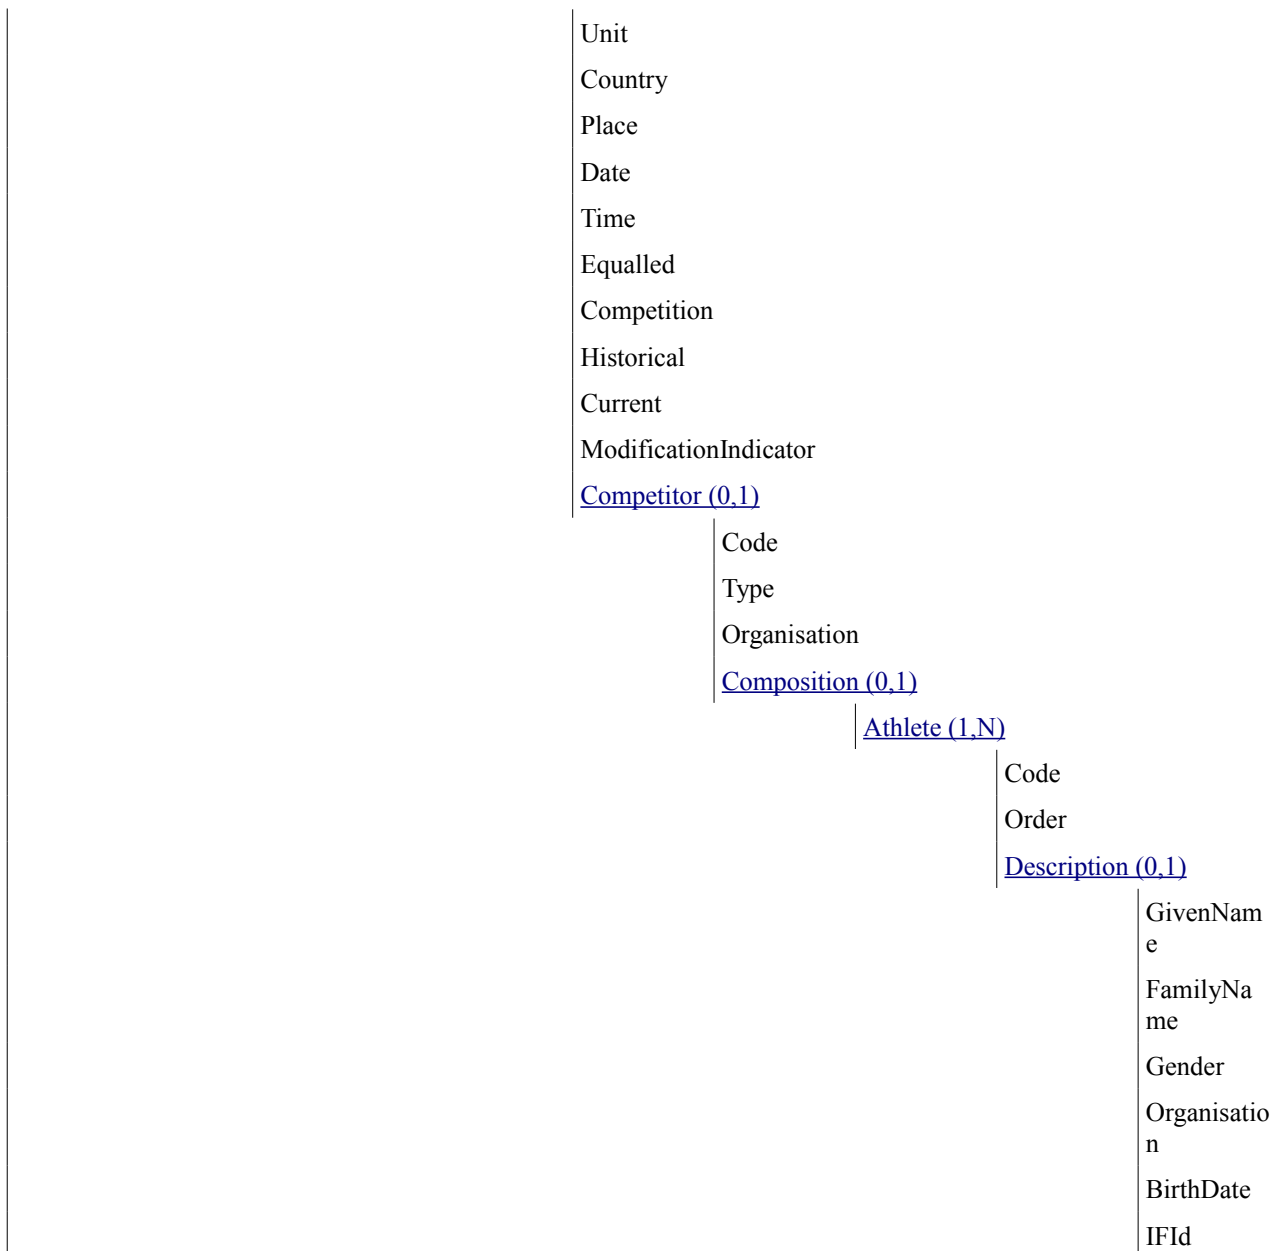 Unit
Country
Place
Date
Time
Equalled
Competition
Historical
Current
ModificationIndicator
Competitor (0,1)
Code
Type
Organisation
Composition (0,1)
Athlete (1,N)
Code
Order
Description (0,1)
GivenNam
e
FamilyNa
me
Gender
Organisatio
n
BirthDate
IFId